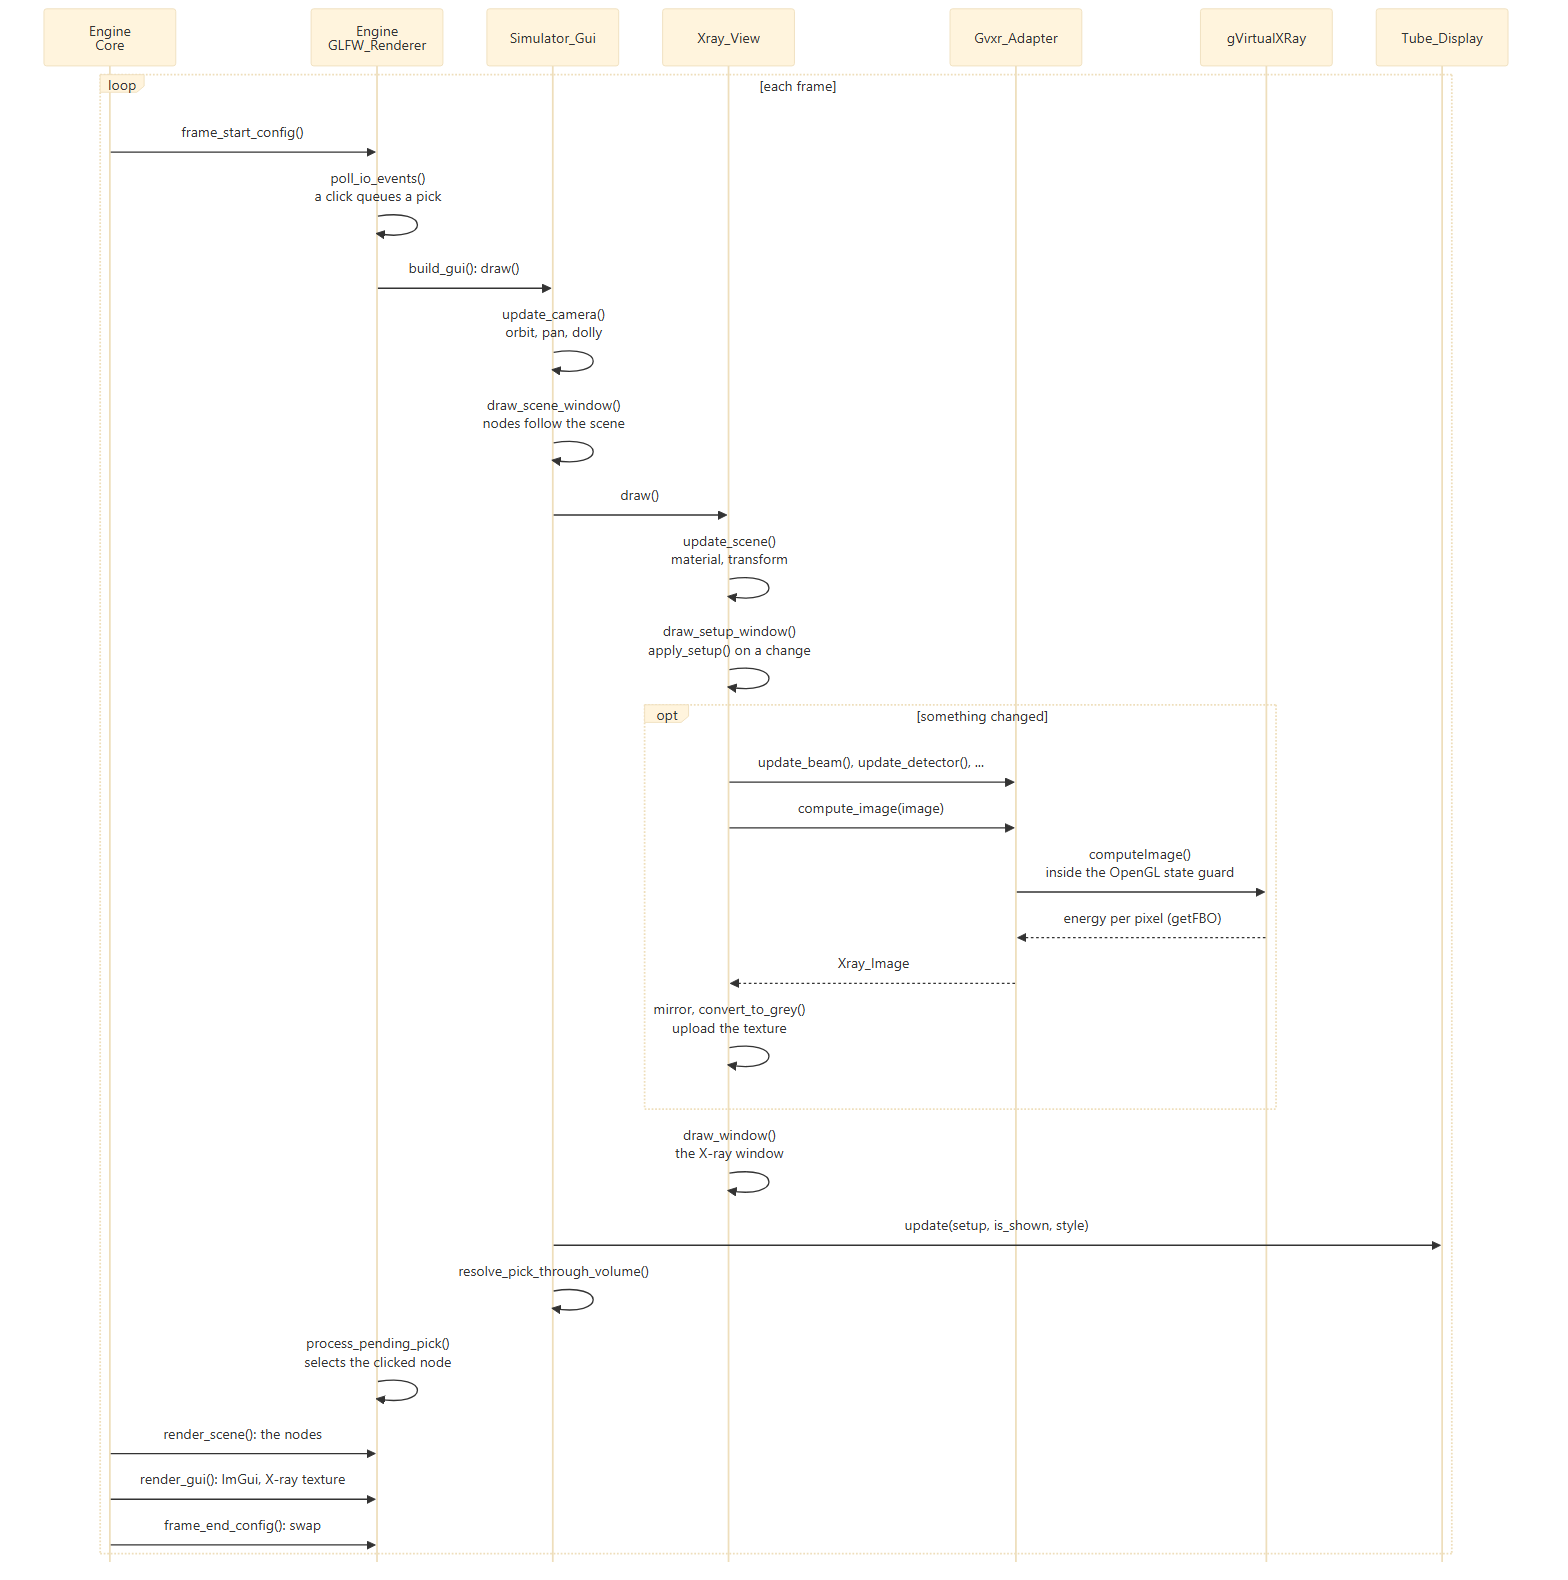 Engine
Core
Engine
GLFW_Renderer
Simulator_Gui
Xray_View
Gvxr_Adapter
gVirtualXRay
Tube_Display
loop
[each frame]
frame_start_config()
poll_io_events()
a click queues a pick
build_gui(): draw()
update_camera()
orbit, pan, dolly
draw_scene_window()
nodes follow the scene
draw()
update_scene()
material, transform
draw_setup_window()
apply_setup() on a change
opt
[something changed]
update_beam(), update_detector(), ...
compute_image(image)
computeImage()
inside the OpenGL state guard
energy per pixel (getFBO)
Xray_Image
mirror, convert_to_grey()
upload the texture
draw_window()
the X-ray window
update(setup, is_shown, style)
resolve_pick_through_volume()
process_pending_pick()
selects the clicked node
render_scene(): the nodes
render_gui(): ImGui, X-ray texture
frame_end_config(): swap